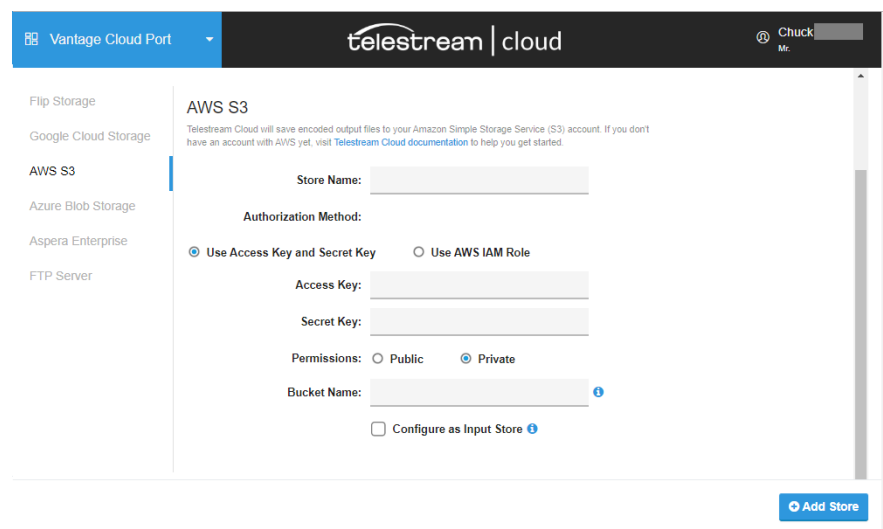 Vantage Cloud Port
telestream | cloud
Chuck
Mr.
Flip Storage
Google Cloud Storage
AWS S3
Azure Blob Storage
Aspera Enterprise
FTP Server
AWS S3
Telestream Cloud will save encoded output files to your Amazon Simple Storage Service (S3) account. If you don't
have an account with AWS yet, visit Telestream Cloud documentation to help you get started.
Store Name:
Authorization Method:
Use Access Key and Secret Key
Use AWS IAM Role
Access Key:
Secret Key:
Permissions:
Public
Private
Bucket Name:
Configure as Input Store
Add Store